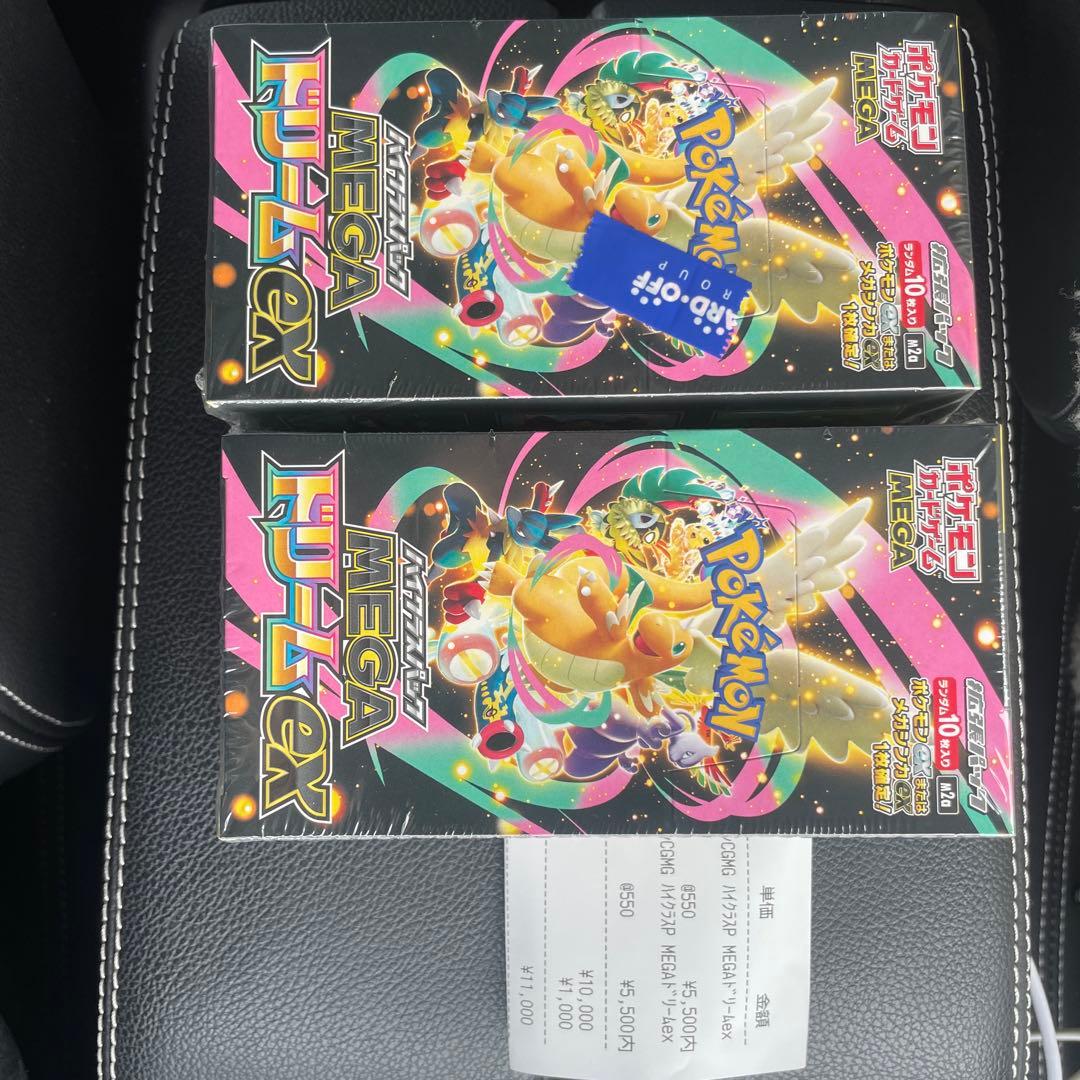 ポケモン
カードゲーム
MEGA
拡張パック
ランダム10枚入り
M2a
ポケモンexまたは
メガシンカex
1枚確定!
POKéMO
ARD・OFF
ROUP
ハイクラスパック
MEGA
ドリームex
ポケモン
カードゲーム
MEGA
拡張パック
ランダム10枚入り
M2a
ポケモンexまたは
メガシンカex
1枚確定!
POKéMON
ハイクラスパック
MEGA
ドリームex
単価 金額
CGMG ハイクラスP MEGAドリームex
@550 ¥5,500内
CGMG ハイクラスP MEGAドリームex
@550 ¥5,500内
¥10,000
¥1,000
¥11,000